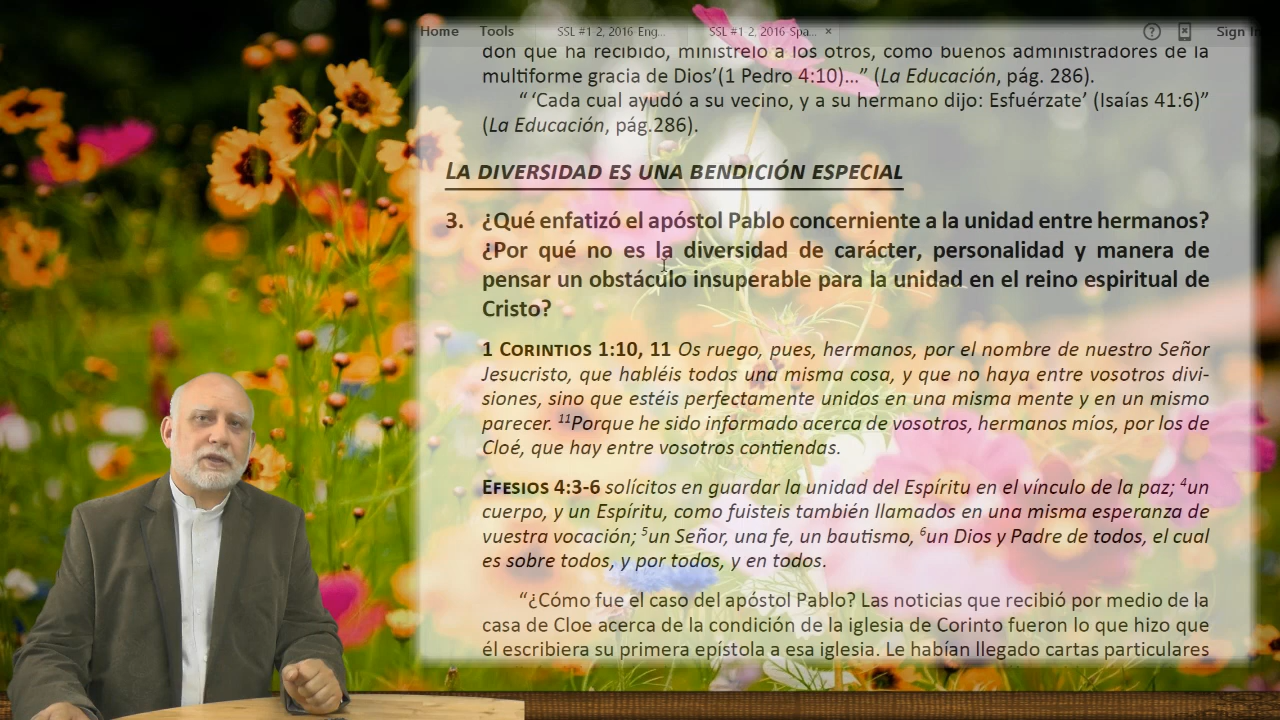 Home Tools SSL #1-2, 2016 Eng... SSL #1-2, 2016 Spa... × Sign In
don que ha recibido, minístrelo a los otros, como buenos administradores de la
multiforme gracia de Dios’(1 Pedro 4:10)...” (La Educación, pág. 286).
“ ‘Cada cual ayudó a su vecino, y a su hermano dijo: Esfuérzate’ (Isaías 41:6)”
(La Educación, pág.286).
LA DIVERSIDAD ES UNA BENDICIÓN ESPECIAL
3. ¿Qué enfatizó el apóstol Pablo concerniente a la unidad entre hermanos?
¿Por qué no es la diversidad de carácter, personalidad y manera de
pensar un obstáculo insuperable para la unidad en el reino espiritual de
Cristo?
1 CORINTIOS 1:10, 11 Os ruego, pues, hermanos, por el nombre de nuestro Señor
Jesucristo, que habléis todos una misma cosa, y que no haya entre vosotros divi-
siones, sino que estéis perfectamente unidos en una misma mente y en un mismo
parecer. 11Porque he sido informado acerca de vosotros, hermanos míos, por los de
Cloé, que hay entre vosotros contiendas.
EFESIOS 4:3-6 solícitos en guardar la unidad del Espíritu en el vínculo de la paz; 4un
cuerpo, y un Espíritu, como fuisteis también llamados en una misma esperanza de
vuestra vocación; 5un Señor, una fe, un bautismo, 6un Dios y Padre de todos, el cual
es sobre todos, y por todos, y en todos.
“¿Cómo fue el caso del apóstol Pablo? Las noticias que recibió por medio de la
casa de Cloe acerca de la condición de la iglesia de Corinto fueron lo que hizo que
él escribiera su primera epístola a esa iglesia. Le habían llegado cartas particulares